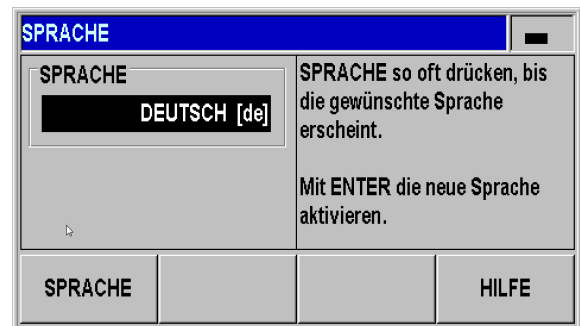 SPRACHE
SPRACHE
DEUTSCH [de]
SPRACHE so oft drücken, bis
die gewünschte Sprache
erscheint.
Mit ENTER die neue Sprache
aktivieren.
SPRACHE
HILFE